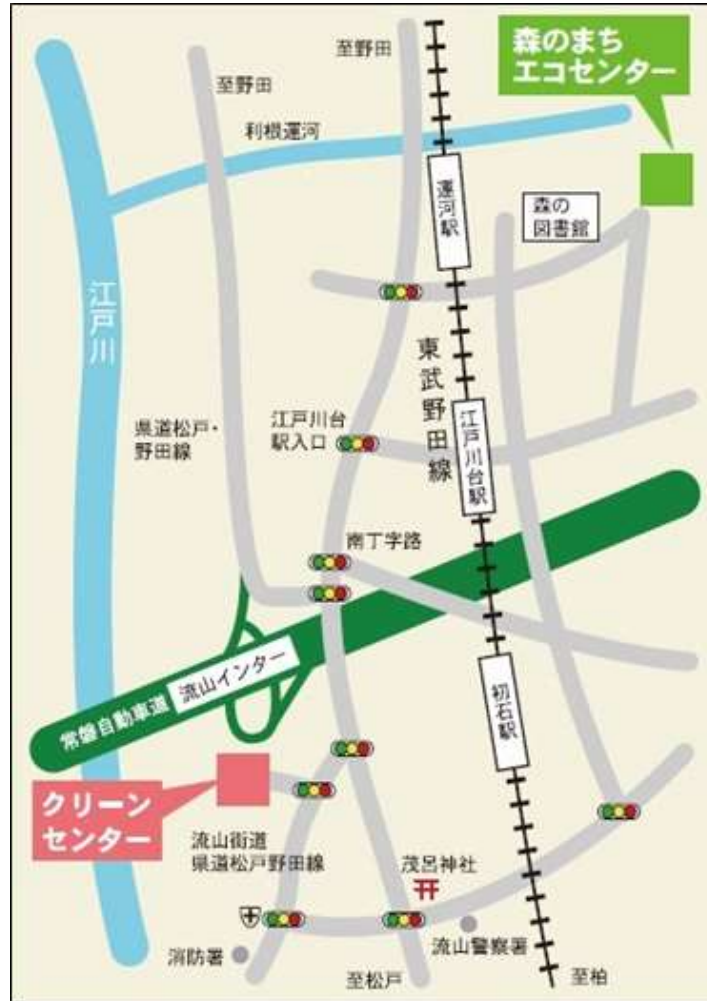 森のまち
エコセンター
至野田
至野田
利根運河
運河駅
森の
図書館
江戸川
東武野田線
江戸川台
駅入口
県道松戸・
野田線
江戸川台駅
南丁字路
常磐自動車道
流山インター
初石駅
クリーン
センター
流山街道
県道松戸野田線
茂呂神社
消防署
流山警察署
至松戸
至柏